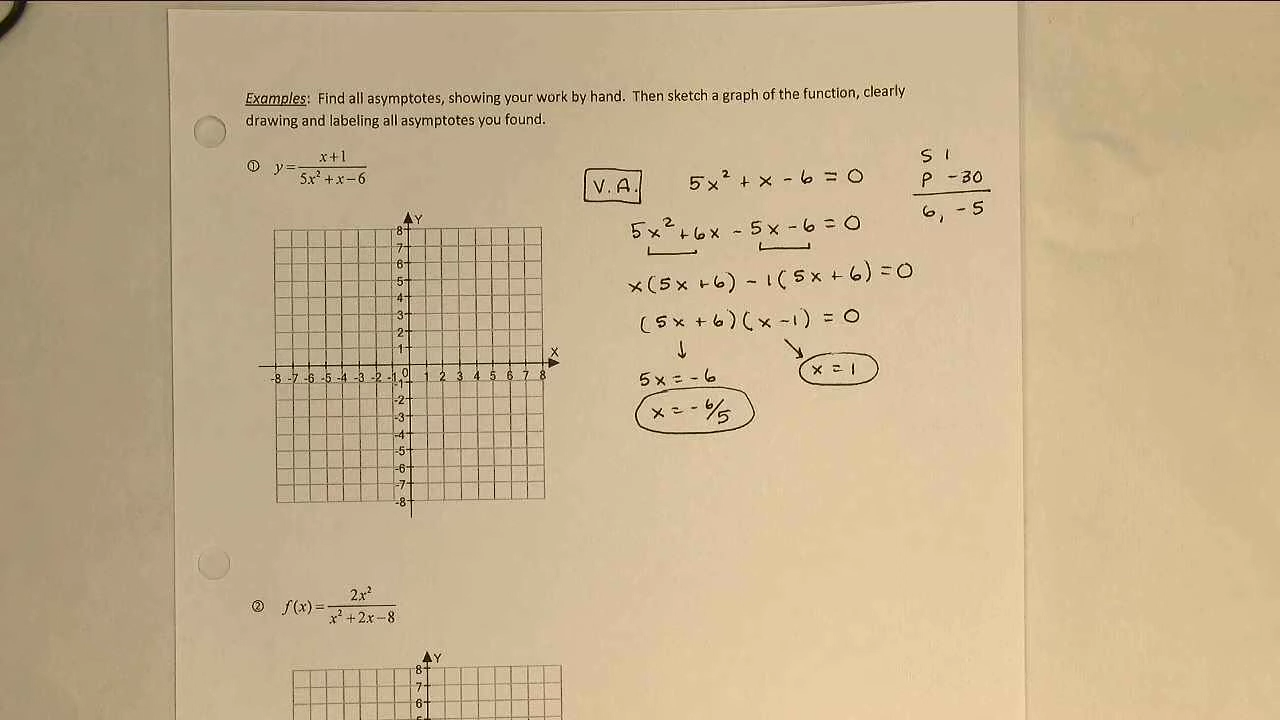 Examples: Find all asymptotes, showing your work by hand. Then sketch a graph of the function, clearly
drawing and labeling all asymptotes you found.
① y = (x+1)/(5x²+x−6)
V.A.
5x² + x - 6 = 0
S 1
P -30
6, -5
5x² + 6x - 5x - 6 = 0
x(5x + 6) - 1(5x + 6) = 0
(5x + 6)(x - 1) = 0
5x = -6
x = 1
x = -6/5
Y
8
7
6
5
4
3
2
1
X
-8 -7 -6 -5 -4 -3 -2 -1 0 1 2 3 4 5 6 7 8
-1
-2
-3
-4
-5
-6
-7
-8
② f(x) = 2x²/(x²+2x−8)
Y
8
7
6